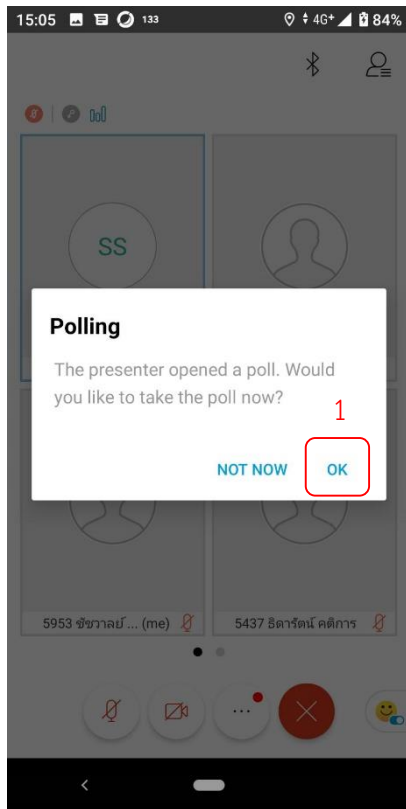 15:05 133 4G+ 84%
SS
Polling
The presenter opened a poll. Would
you like to take the poll now?
1
NOT NOW OK
5953 ชัชวาลย์ ... (me) 5437 ธิดารัตน์ คติการ